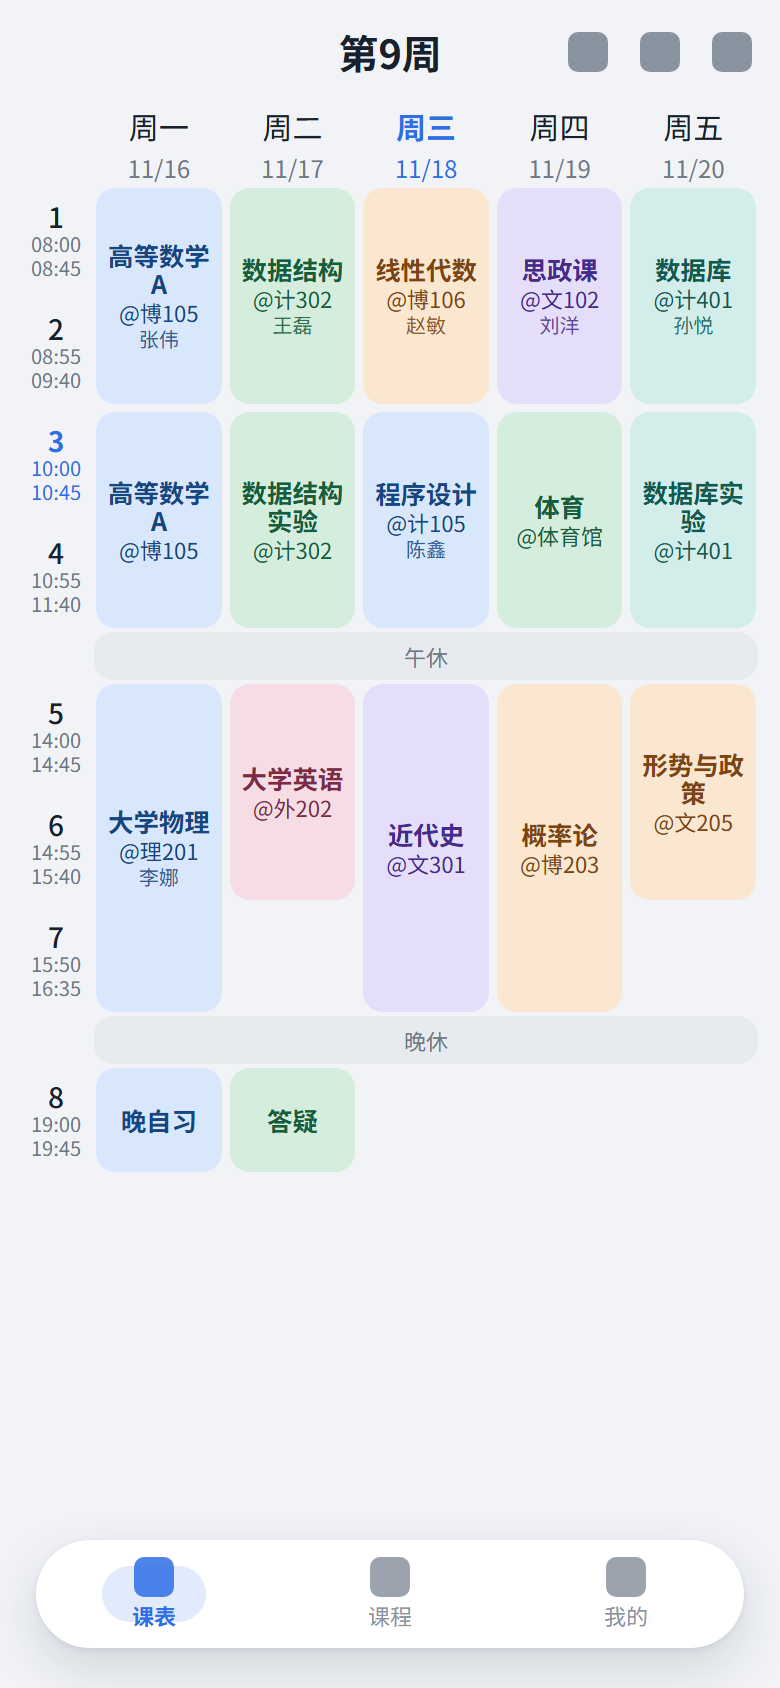 第9周
周一 周二 周三 周四 周五
11/16 11/17 11/18 11/19 11/20
1
08:00
08:45
2
08:55
09:40
3
10:00
10:45
4
10:55
11:40
高等数学
A
@博105
张伟
数据结构
@计302
王磊
线性代数
@博106
赵敏
思政课
@文102
刘洋
数据库
@计401
孙悦
高等数学
A
@博105
数据结构
实验
@计302
程序设计
@计105
陈鑫
体育
@体育馆
数据库实
验
@计401
午休
5
14:00
14:45
6
14:55
15:40
7
15:50
16:35
大学物理
@理201
李娜
大学英语
@外202
近代史
@文301
概率论
@博203
形势与政
策
@文205
晚休
8
19:00
19:45
晚自习
答疑
课表
课程
我的